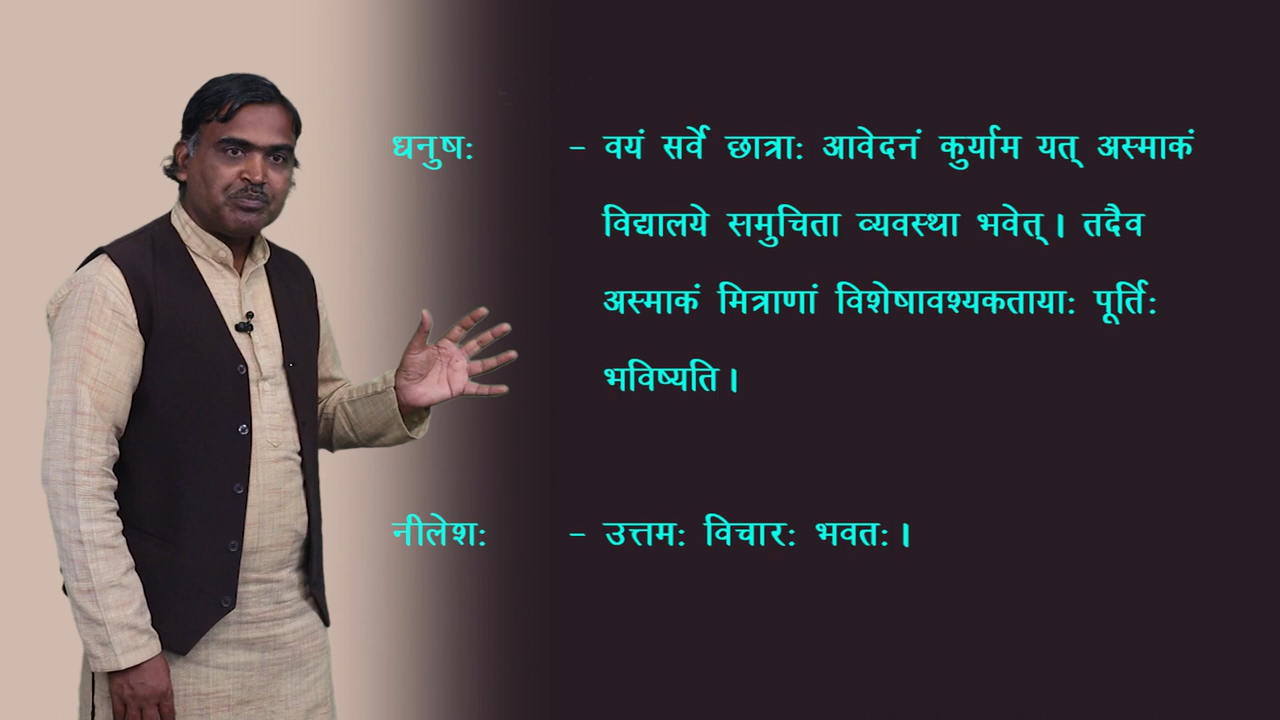 धनुषः – वयं सर्वे छात्राः आवेदनं कुर्याम यत् अस्माकं
विद्यालये समुचिता व्यवस्था भवेत्। तदैव
अस्माकं मित्राणां विशेषावश्यकतायाः पूर्तिः
भविष्यति।
नीलेशः – उत्तमः विचारः भवतः।